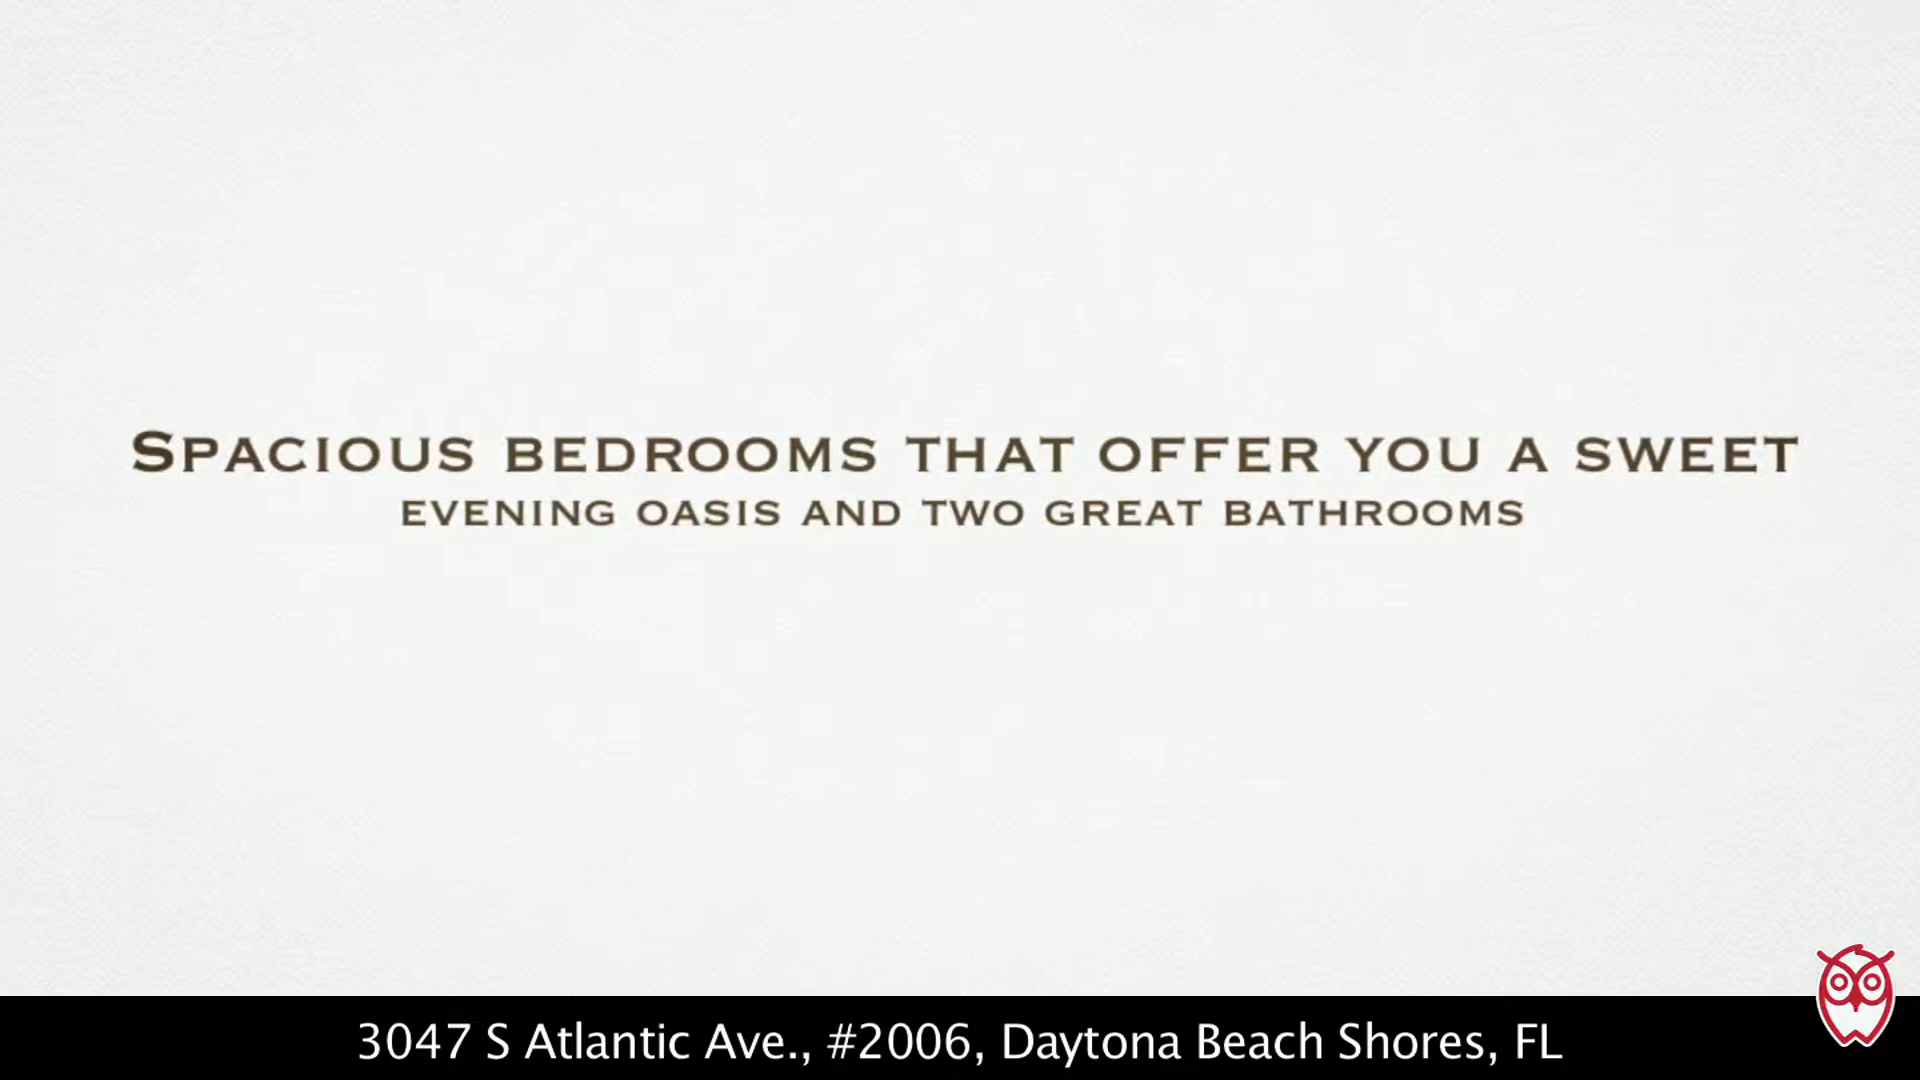 Spacious bedrooms that offer you a sweet
evening oasis and two great bathrooms
3047 S Atlantic Ave., #2006, Daytona Beach Shores, FL